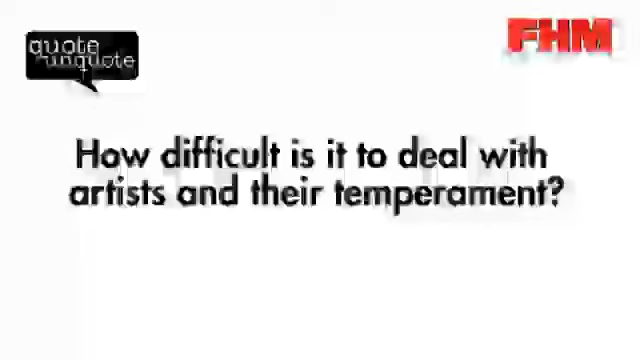 quote
unquote
FHM
How difficult is it to deal with
artists and their temperament?